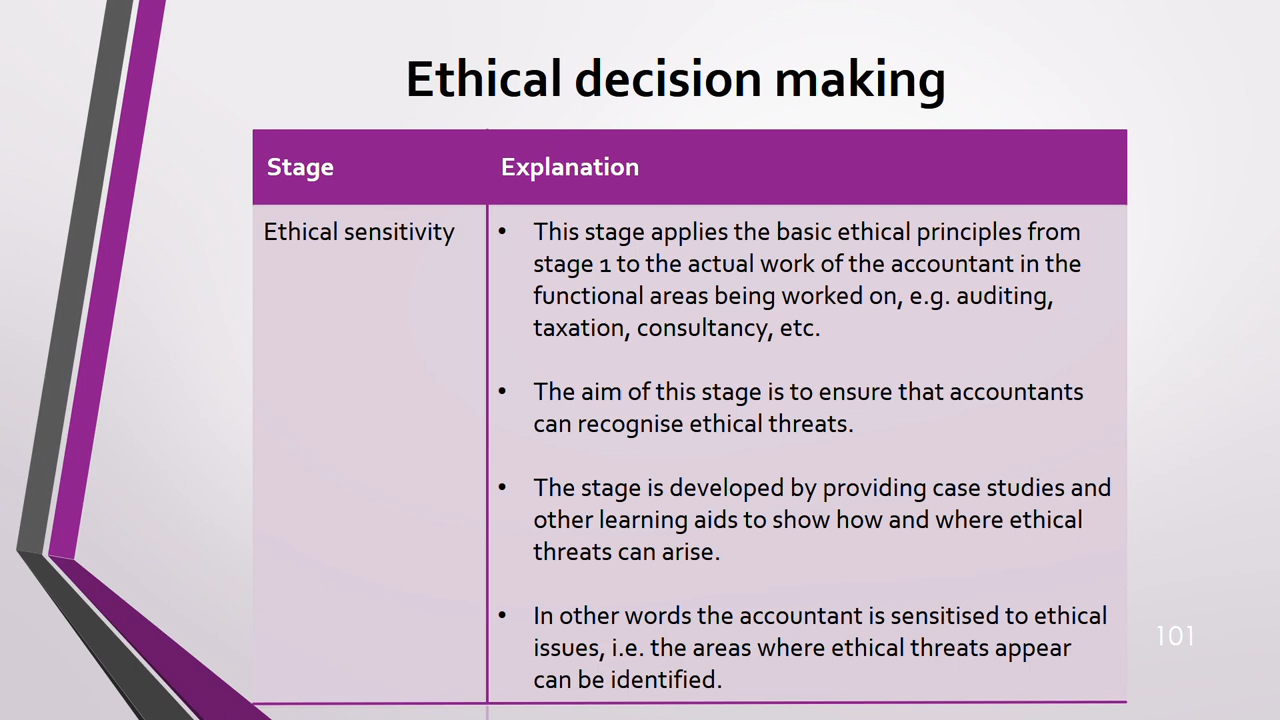 Ethical decision making
Stage
Explanation
Ethical sensitivity
• This stage applies the basic ethical principles from
stage 1 to the actual work of the accountant in the
functional areas being worked on, e.g. auditing,
taxation, consultancy, etc.
• The aim of this stage is to ensure that accountants
can recognise ethical threats.
• The stage is developed by providing case studies and
other learning aids to show how and where ethical
threats can arise.
• In other words the accountant is sensitised to ethical
issues, i.e. the areas where ethical threats appear
can be identified.
101